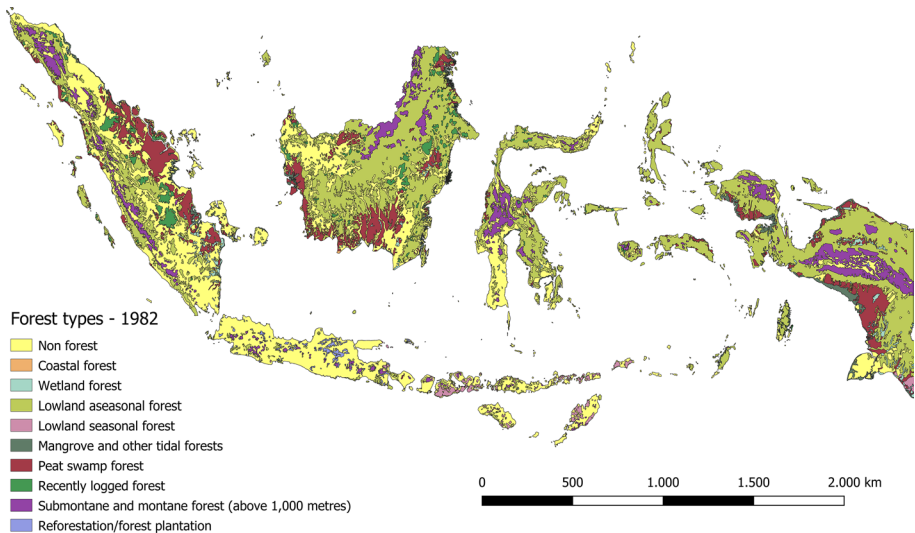 Forest types - 1982
Non forest
Coastal forest
Wetland forest
Lowland aseasonal forest
Lowland seasonal forest
Mangrove and other tidal forests
Peat swamp forest
Recently logged forest
Submontane and montane forest (above 1,000 metres)
Reforestation/forest plantation
0 500 1.000 1.500 2.000 km